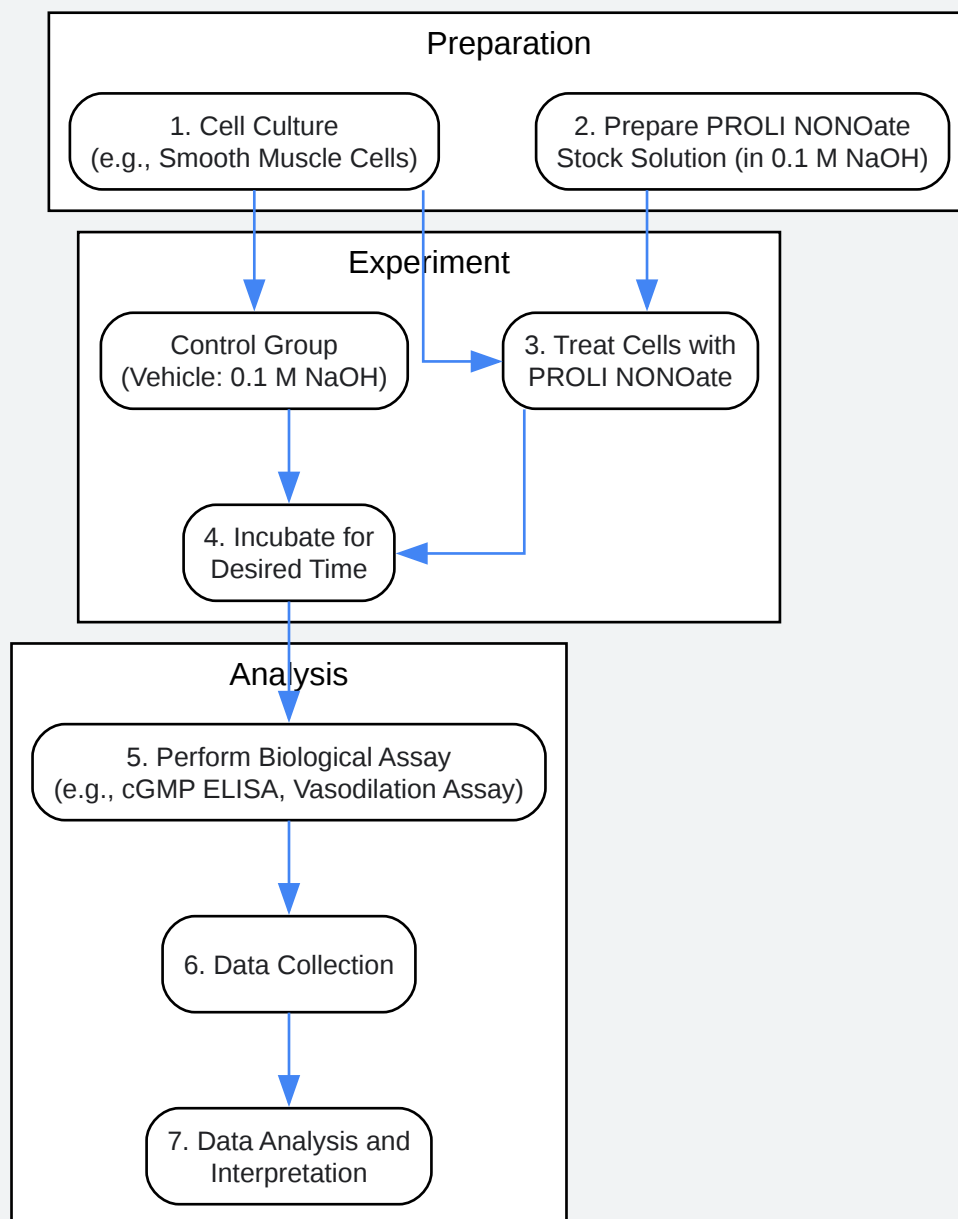 Preparation
1. Cell Culture
(e.g., Smooth Muscle Cells)
2. Prepare PROLI NONOate
Stock Solution (in 0.1 M NaOH)
Experiment
Control Group
(Vehicle: 0.1 M NaOH)
3. Treat Cells with
PROLI NONOate
4. Incubate for
Desired Time
Analysis
5. Perform Biological Assay
(e.g., cGMP ELISA, Vasodilation Assay)
6. Data Collection
7. Data Analysis and
Interpretation